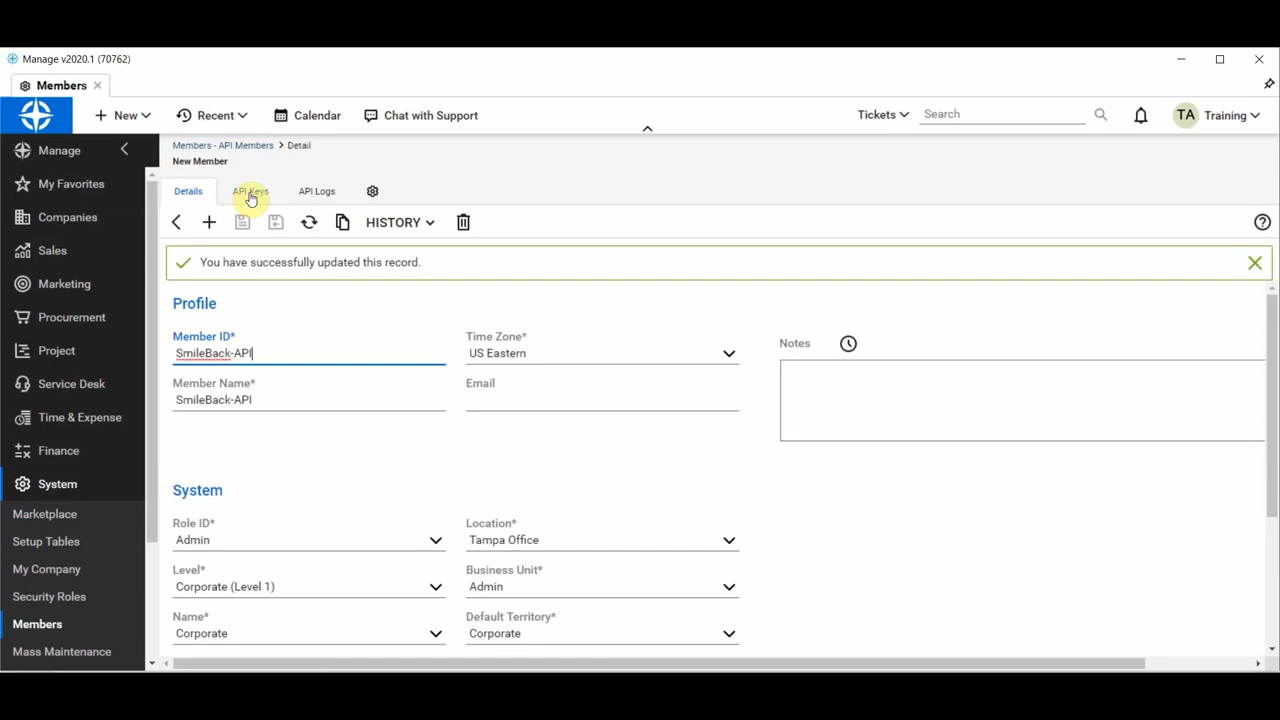 Manage v2020.1 (70762)
Members
New
Recent
Calendar
Chat with Support
Tickets
Search
TA
Training
Manage
My Favorites
Companies
Sales
Marketing
Procurement
Project
Service Desk
Time & Expense
Finance
System
Marketplace
Setup Tables
My Company
Security Roles
Members
Mass Maintenance
Members - API Members > Detail
New Member
Details
API Keys
API Logs
HISTORY
You have successfully updated this record.
Profile
Member ID*
SmileBack-API
Time Zone*
US Eastern
Notes
Member Name*
SmileBack-API
Email
System
Role ID*
Admin
Location*
Tampa Office
Level*
Corporate (Level 1)
Business Unit*
Admin
Name*
Corporate
Default Territory*
Corporate